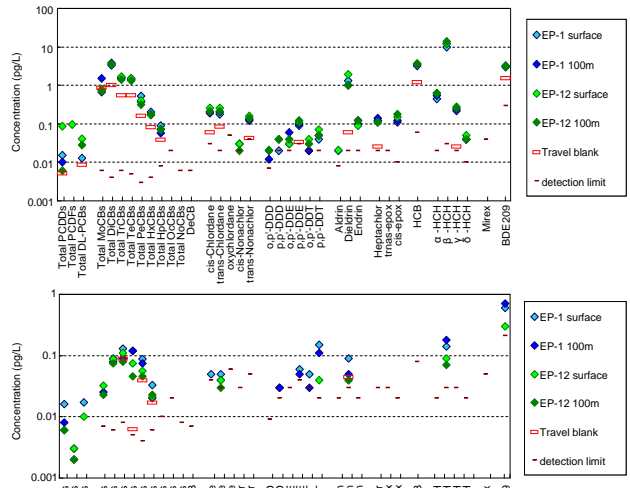 100
10
1
0.1
0.01
0.001
Concentration (pg/L)
Total PCDDs
Total PCDFs
Total DL-PCBs
Total MoCBs
Total DiCBs
Total TrCBs
Total TeCBs
Total PeCBs
Total HxCBs
Total HpCBs
Total OoCBs
Total NoCBs
DeCB
cis-Chlordane
trans-Chlordane
oxychlordane
cis-Nonachlor
trans-Nonachlor
o,p'-DDD
p,p'-DDD
o,p'-DDE
p,p'-DDE
o,p'-DDT
p,p'-DDT
Aldrin
Dieldrin
Endrin
Heptachlor
trnas-epox
cis-epox
HCB
α-HCH
β-HCH
γ-HCH
δ-HCH
Mirex
BDE209
EP-1 surface
EP-1 100m
EP-12 surface
EP-12 100m
Travel blank
detection limit
1
0.1
0.01
0.001
Concentration (pg/L)
EP-1 surface
EP-1 100m
EP-12 surface
EP-12 100m
Travel blank
detection limit